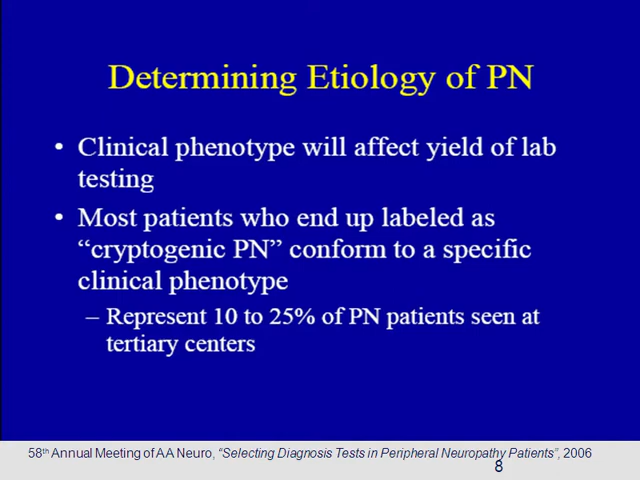 Determining Etiology of PN
• Clinical phenotype will affect yield of lab
testing
• Most patients who end up labeled as
“cryptogenic PN” conform to a specific
clinical phenotype
– Represent 10 to 25% of PN patients seen at
tertiary centers
58th Annual Meeting of AA Neuro, “Selecting Diagnosis Tests in Peripheral Neuropathy Patients”, 2006
8